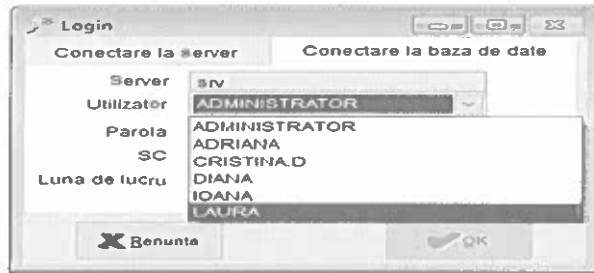 Login
Conectare la server Conectare la baza de date
Server srv
Utilizator ADMINISTRATOR
Parola ADMINISTRATOR
ADRIANA
SC CRISTINA.D
DIANA
Luna de lucru IOANA
LAURA
Renunta OK